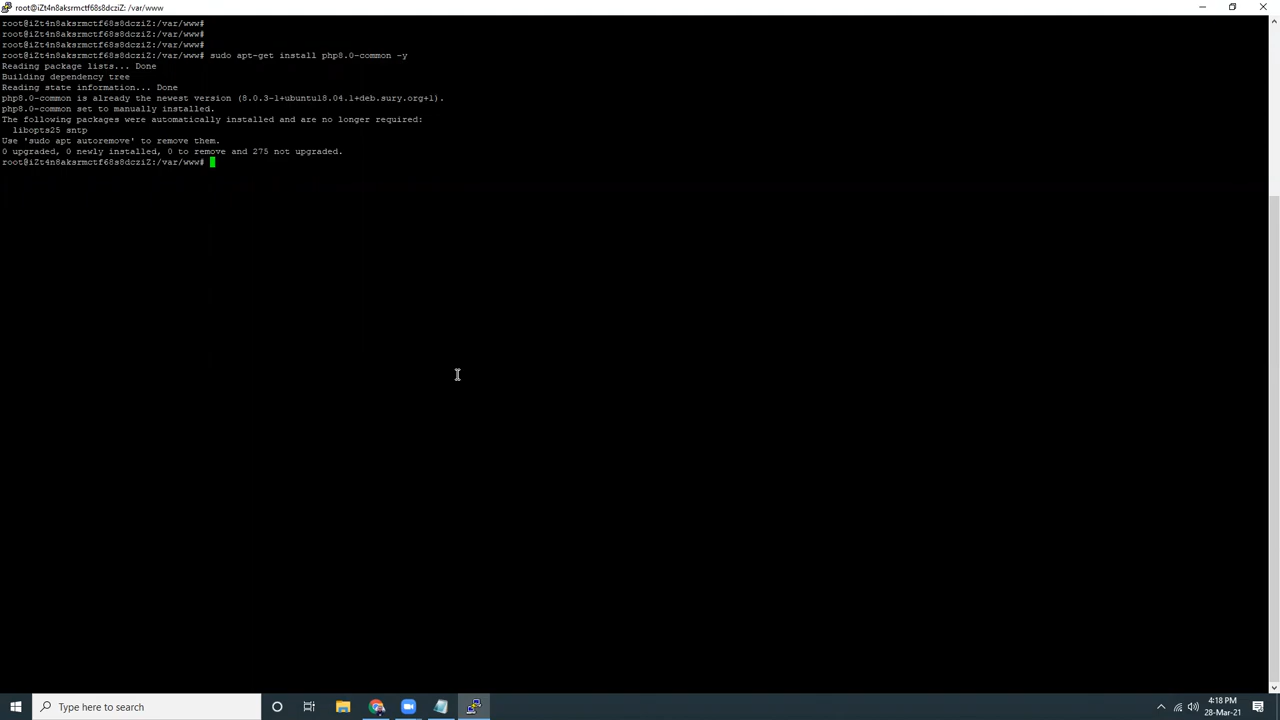 root@iZt4n8aksrmctf68s8dcziZ: /var/www
root@iZt4n8aksrmctf68s8dcziZ:/var/www#
root@iZt4n8aksrmctf68s8dcziZ:/var/www#
root@iZt4n8aksrmctf68s8dcziZ:/var/www#
root@iZt4n8aksrmctf68s8dcziZ:/var/www# sudo apt-get install php8.0-common -y
Reading package lists... Done
Building dependency tree
Reading state information... Done
php8.0-common is already the newest version (8.0.3-1+ubuntu18.04.1+deb.sury.org+1).
php8.0-common set to manually installed.
The following packages were automatically installed and are no longer required:
libopts25 sntp
Use 'sudo apt autoremove' to remove them.
0 upgraded, 0 newly installed, 0 to remove and 275 not upgraded.
root@iZt4n8aksrmctf68s8dcziZ:/var/www#
Type here to search
4:18 PM
28-Mar-21